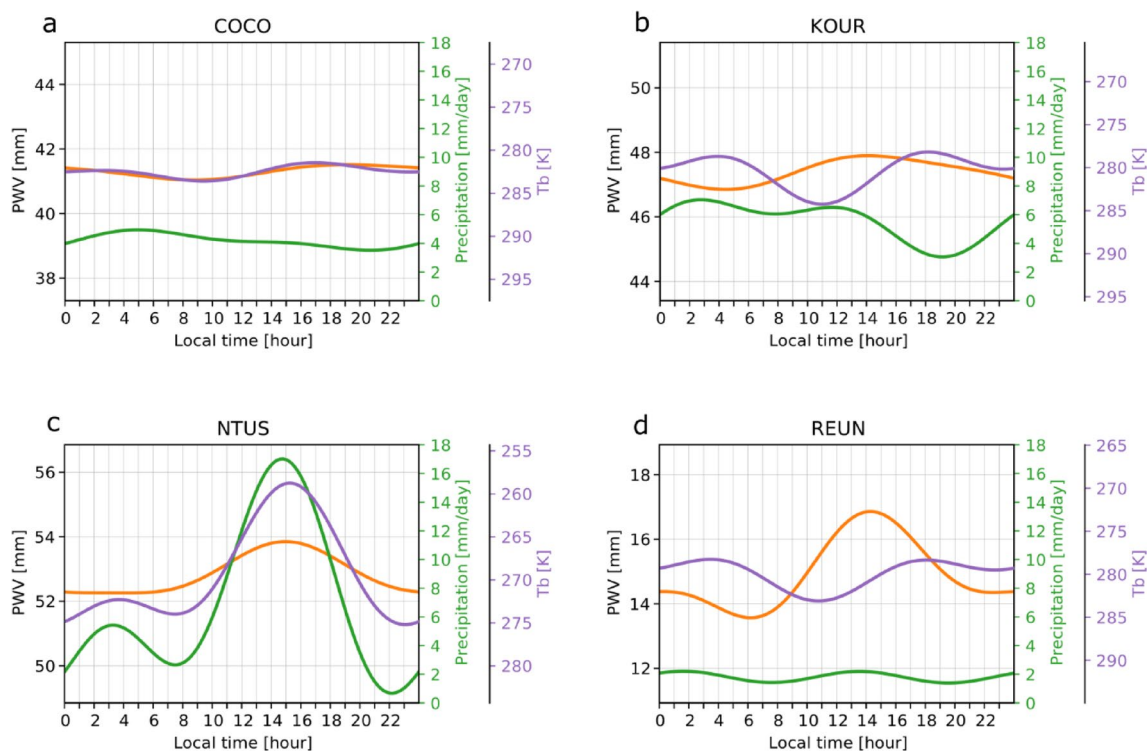 a
COCO
PWV [mm]
44
42
40
38
18
16
14
12
10
8
6
4
2
0
Precipitation [mm/day]
270
275
280
285
290
295
Tb [K]
0 2 4 6 8 10 12 14 16 18 20 22
Local time [hour]
b
KOUR
PWV [mm]
50
48
46
44
18
16
14
12
10
8
6
4
2
0
Precipitation [mm/day]
270
275
280
285
290
295
Tb [K]
0 2 4 6 8 10 12 14 16 18 20 22
Local time [hour]
c
NTUS
PWV [mm]
56
54
52
50
18
16
14
12
10
8
6
4
2
0
Precipitation [mm/day]
255
260
265
270
275
280
Tb [K]
0 2 4 6 8 10 12 14 16 18 20 22
Local time [hour]
d
REUN
PWV [mm]
18
16
14
12
18
16
14
12
10
8
6
4
2
0
Precipitation [mm/day]
265
270
275
280
285
290
Tb [K]
0 2 4 6 8 10 12 14 16 18 20 22
Local time [hour]